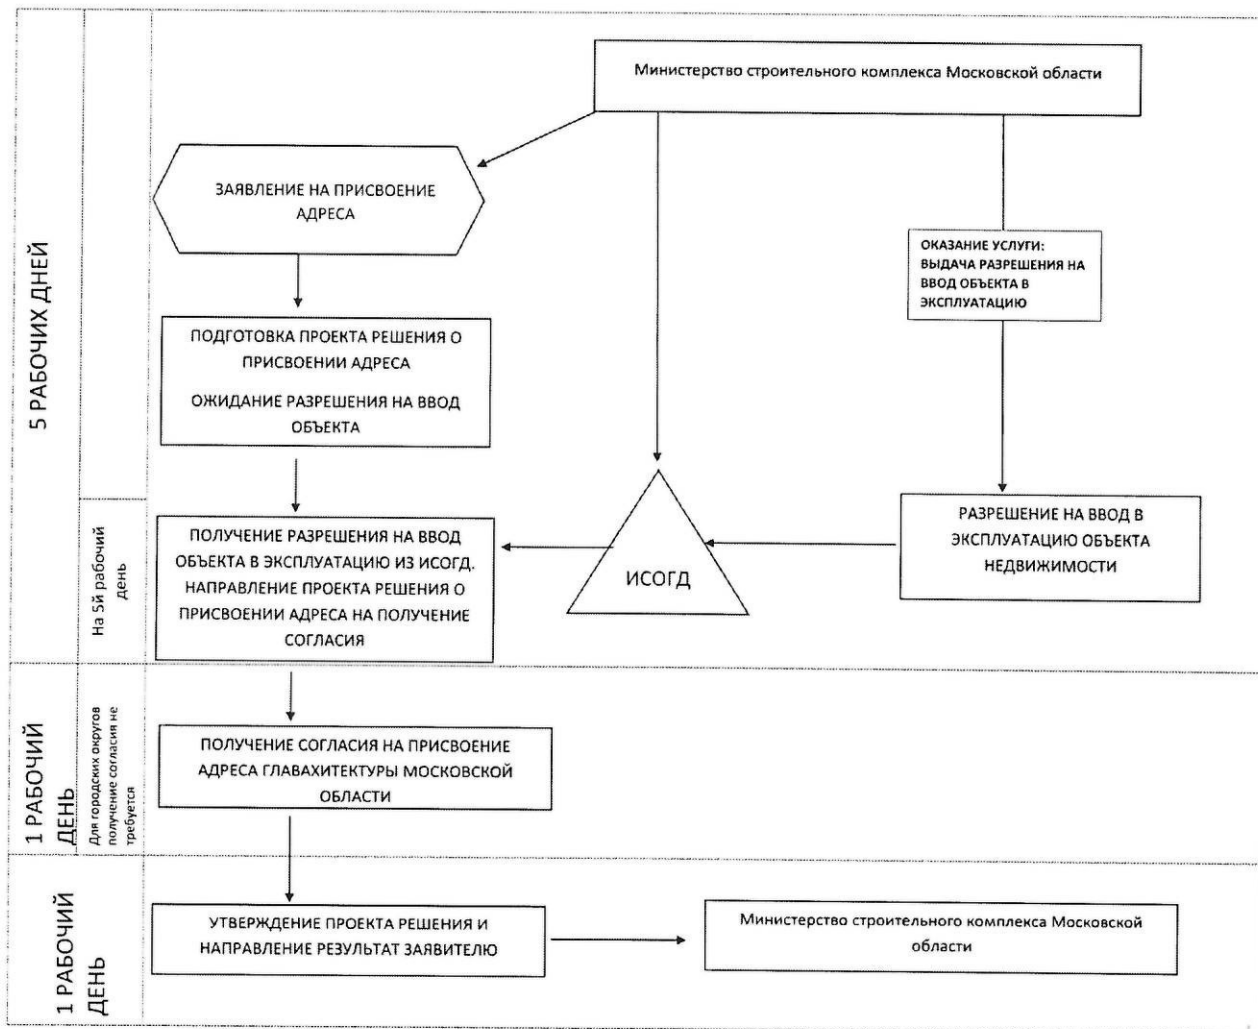 Министерство строительного комплекса Московской области
ЗАЯВЛЕНИЕ НА ПРИСВОЕНИЕ
АДРЕСА
ОКАЗАНИЕ УСЛУГИ:
ВЫДАЧА РАЗРЕШЕНИЯ НА
ВВОД ОБЪЕКТА В
ЭКСПЛУАТАЦИЮ
5 РАБОЧИХ ДНЕЙ
ПОДГОТОВКА ПРОЕКТА РЕШЕНИЯ О
ПРИСВОЕНИИ АДРЕСА
ОЖИДАНИЕ РАЗРЕШЕНИЯ НА ВВОД
ОБЪЕКТА
На 5й рабочий
день
ПОЛУЧЕНИЕ РАЗРЕШЕНИЯ НА ВВОД
ОБЪЕКТА В ЭКСПЛУАТАЦИЮ ИЗ ИСОГД.
НАПРАВЛЕНИЕ ПРОЕКТА РЕШЕНИЯ О
ПРИСВОЕНИИ АДРЕСА НА ПОЛУЧЕНИЕ
СОГЛАСИЯ
ИСОГД
РАЗРЕШЕНИЕ НА ВВОД В
ЭКСПЛУАТАЦИЮ ОБЪЕКТА
НЕДВИЖИМОСТИ
1 РАБОЧИЙ
ДЕНЬ
Для городских округов
получение согласия не
требуется
ПОЛУЧЕНИЕ СОГЛАСИЯ НА ПРИСВОЕНИЕ
АДРЕСА ГЛАВАХИТЕКТУРЫ МОСКОВСКОЙ
ОБЛАСТИ
1 РАБОЧИЙ
ДЕНЬ
УТВЕРЖДЕНИЕ ПРОЕКТА РЕШЕНИЯ И
НАПРАВЛЕНИЕ РЕЗУЛЬТАТ ЗАЯВИТЕЛЮ
Министерство строительного комплекса Московской
области